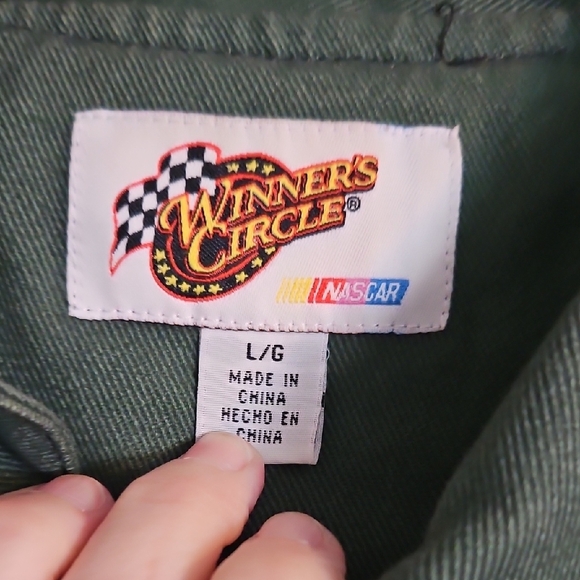 WINNER'S
CIRCLE®
NASCAR
L/G
MADE IN
CHINA
HECHO EN
CHINA